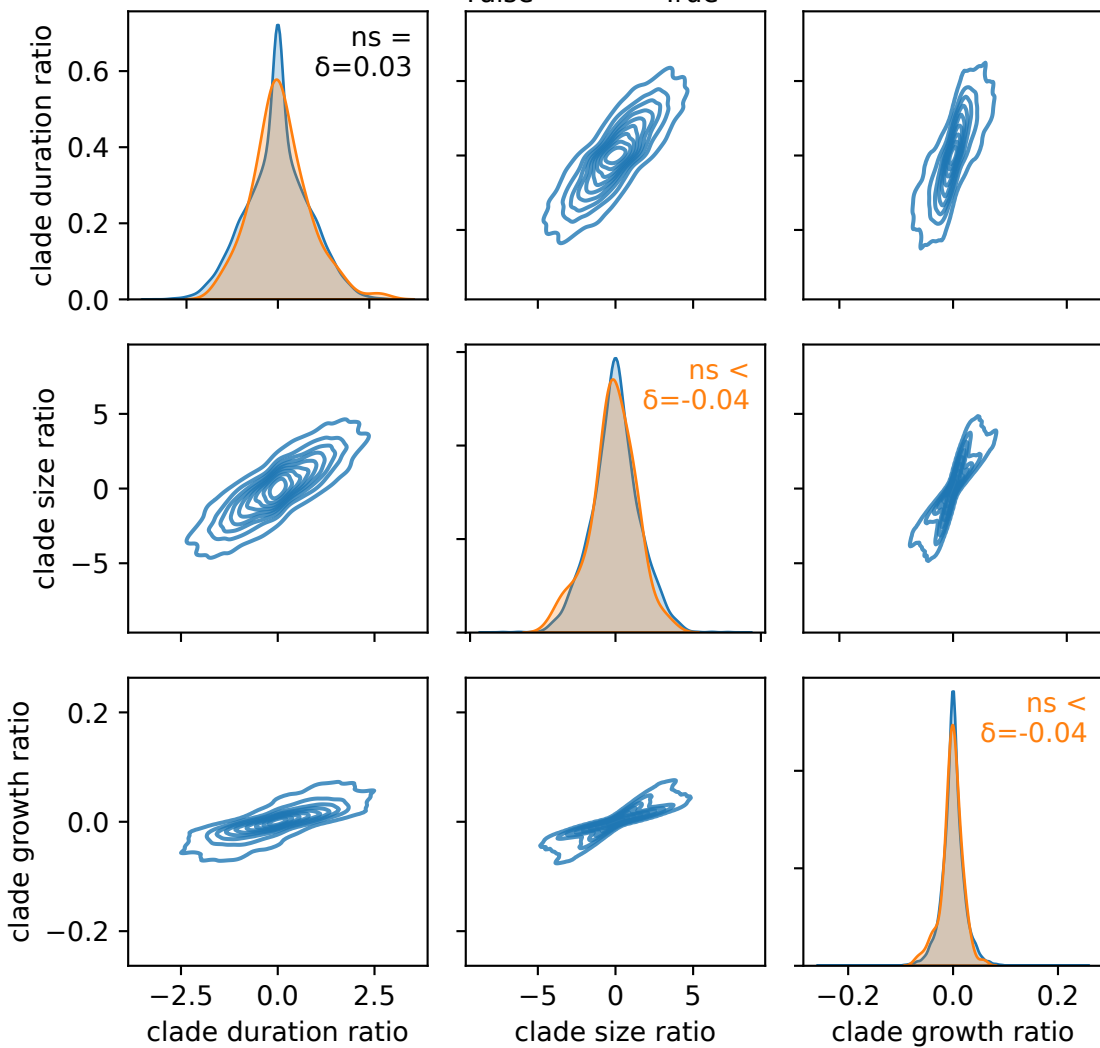 clade duration ratio
0.6
0.4
0.2
0.0
ns =
δ=0.03
clade size ratio
5
0
−5
ns <
δ=-0.04
clade growth ratio
0.2
0.0
−0.2
ns <
δ=-0.04
−2.5 0.0 2.5
−5 0 5
−0.2 0.0 0.2
clade duration ratio
clade size ratio
clade growth ratio